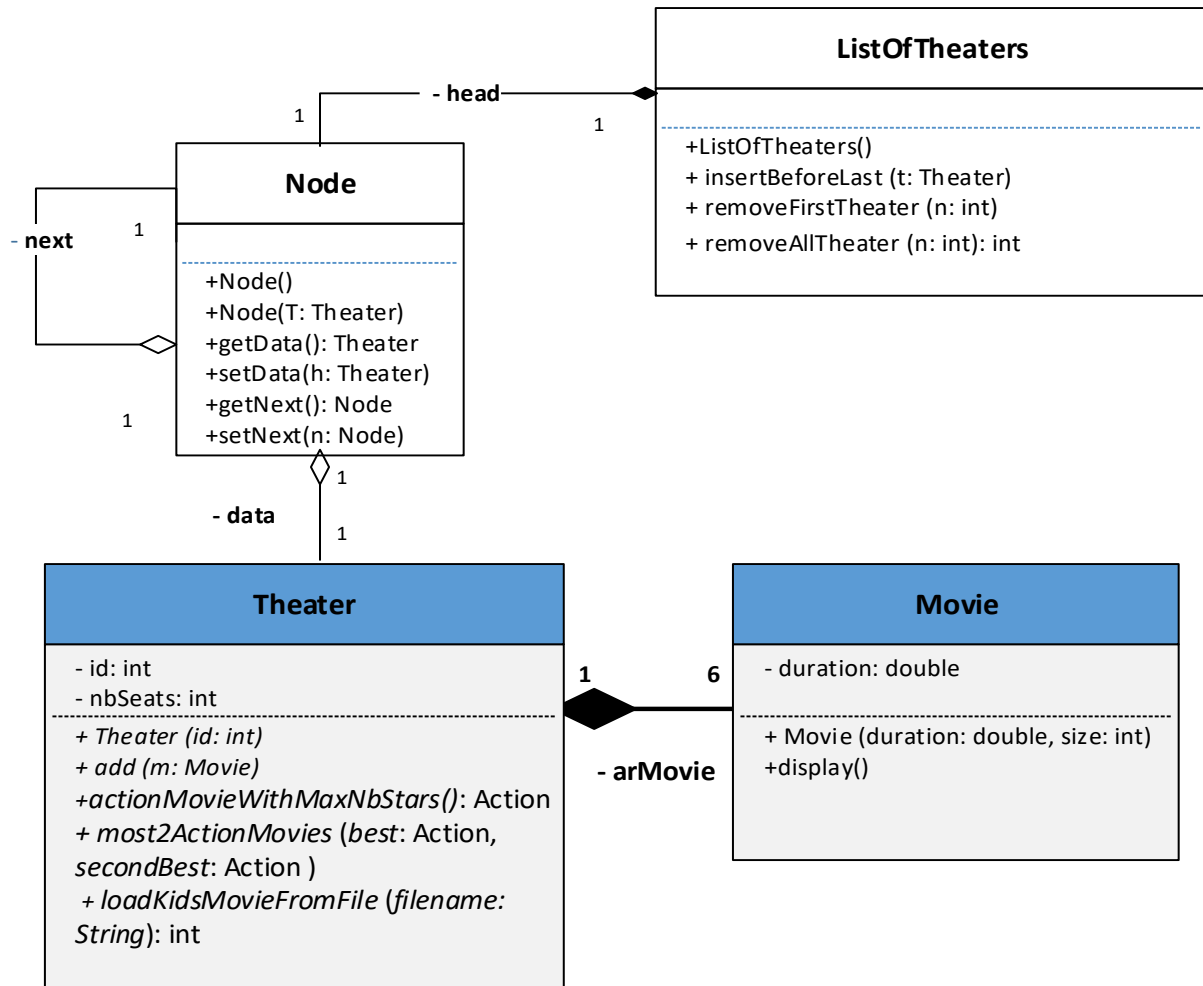 ListOfTheaters
- head
1
1
+ListOfTheaters()
+ insertBeforeLast (t: Theater)
+ removeFirstTheater (n: int)
+ removeAllTheater (n: int): int
Node
1
- next
+Node()
+Node(T: Theater)
+getData(): Theater
+setData(h: Theater)
+getNext(): Node
+setNext(n: Node)
1
1
- data
1
Theater
- id: int
- nbSeats: int
+ Theater (id: int)
+ add (m: Movie)
+actionMovieWithMaxNbStars(): Action
+ most2ActionMovies (best: Action,
secondBest: Action )
+ loadKidsMovieFromFile (filename:
String): int
1
6
- arMovie
Movie
- duration: double
+ Movie (duration: double, size: int)
+display()